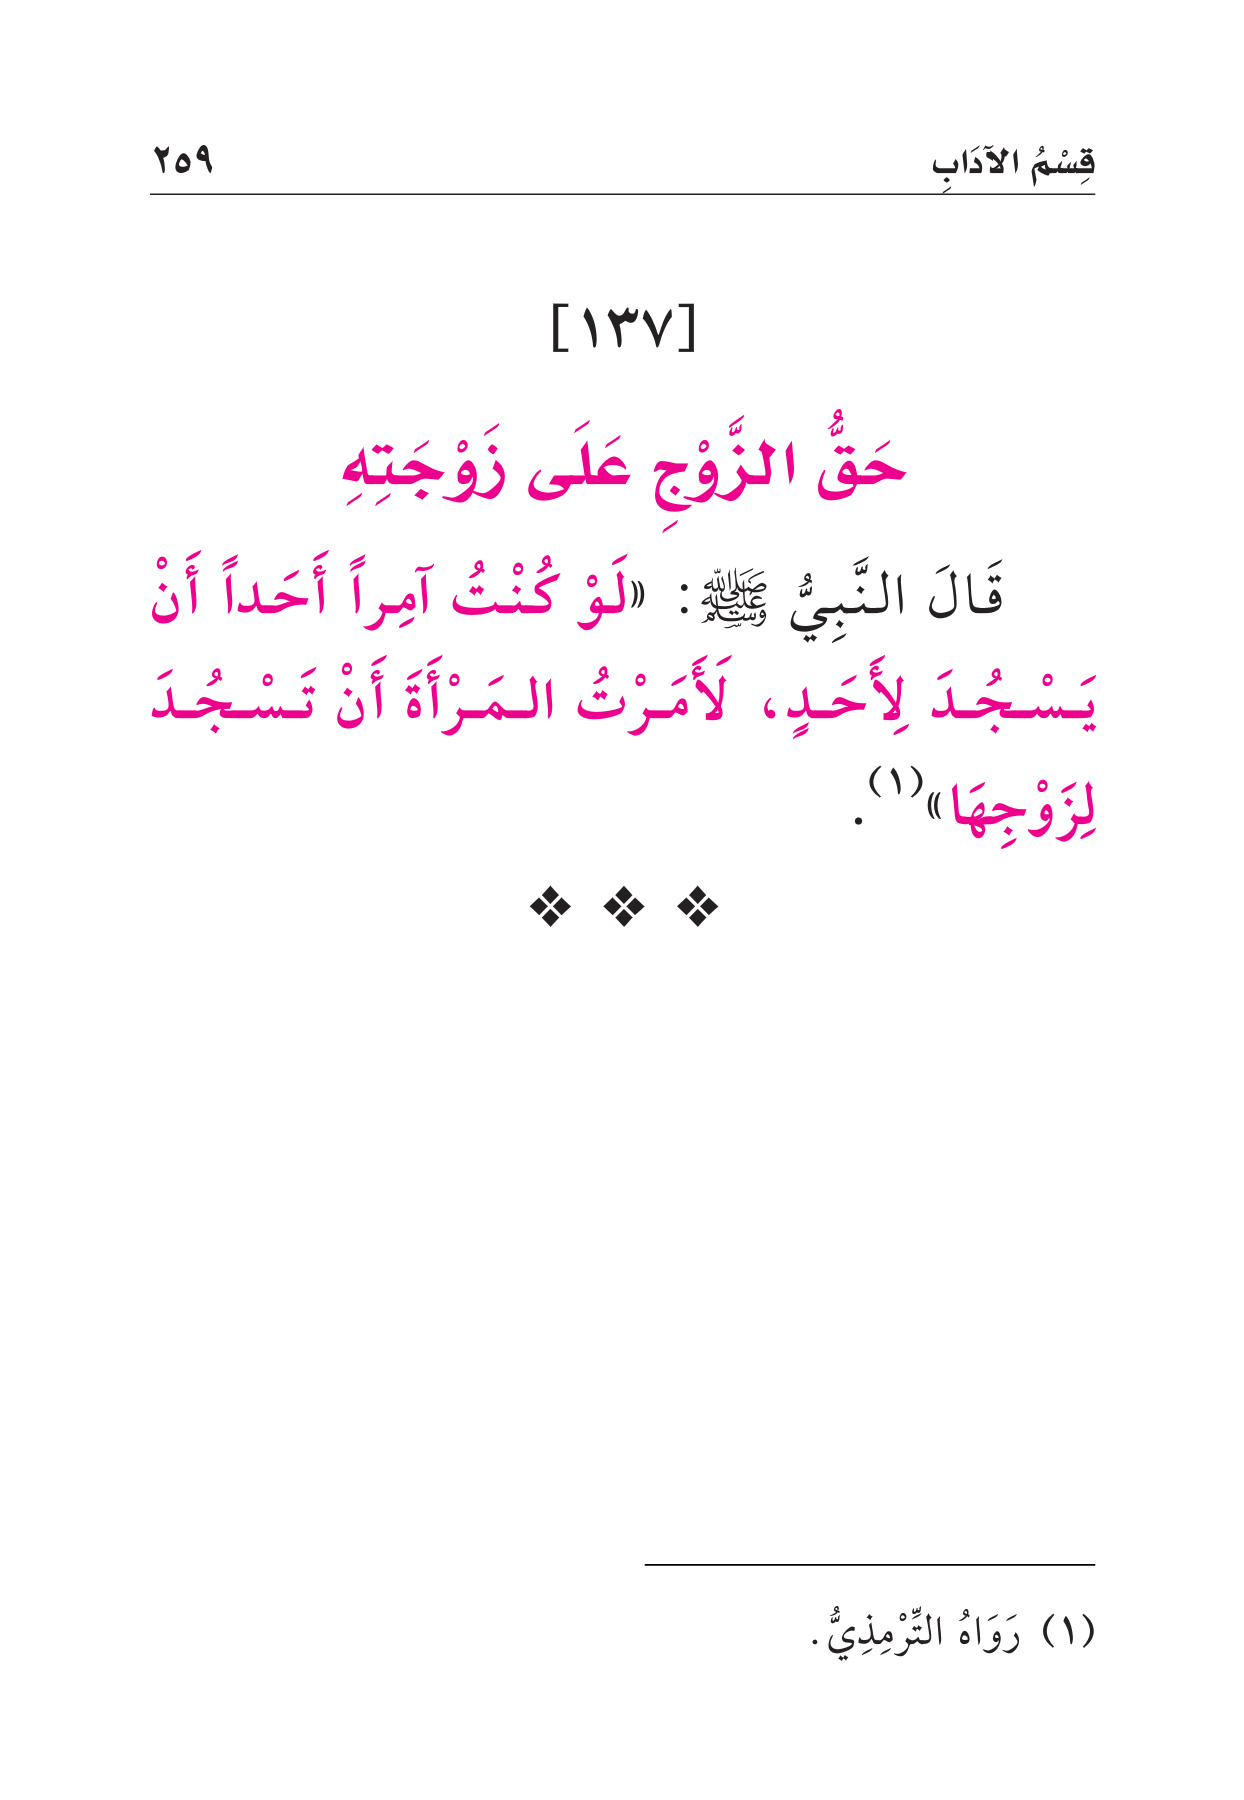 قِسْمُ الآدَابِ ٢٥٩
[١٣٧]
حَقُّ الزَّوْجِ عَلَى زَوْجَتِهِ
قَالَ النَّبِيُّ ﷺ: «لَوْ كُنْتُ آمِراً أَحَداً أَنْ
يَسْجُدَ لِأَحَدٍ، لَأَمَرْتُ المَرْأَةَ أَنْ تَسْجُدَ
لِزَوْجِهَا»(١).
(١) رَوَاهُ التِّرْمِذِيُّ.